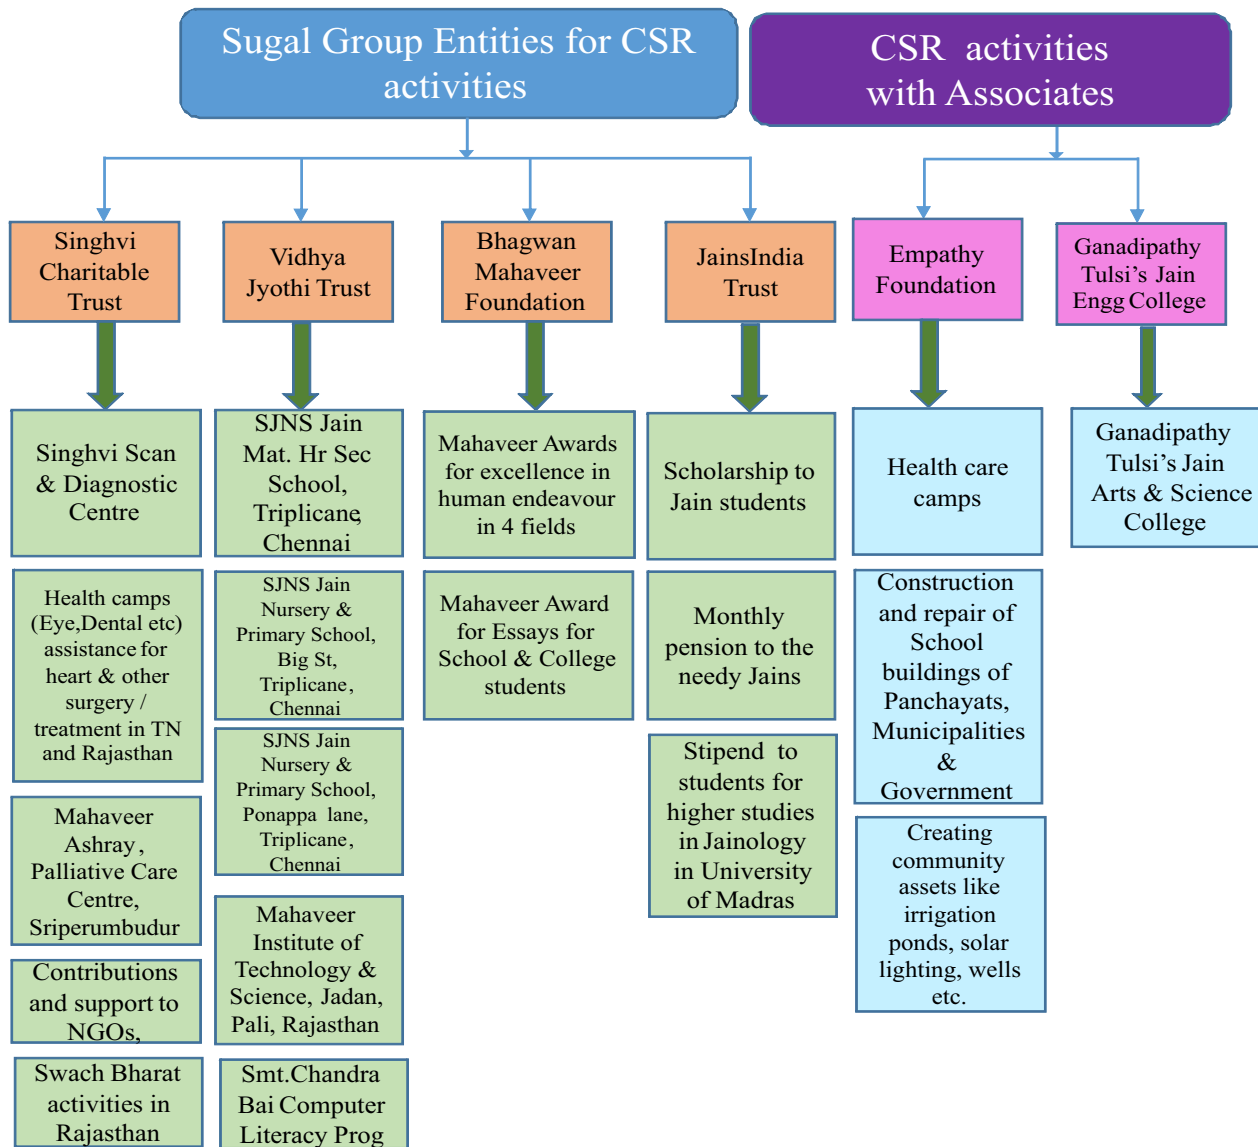 Sugal Group Entities for CSR
activities
CSR activities
with Associates
Singhvi
Charitable
Trust
Vidhya
Jyothi Trust
Bhagwan
Mahaveer
Foundation
JainsIndia
Trust
Empathy
Foundation
Ganadipathy
Tulsi's Jain
Engg College
Singhvi Scan
& Diagnostic
Centre
Health camps
(Eye,Dental etc)
assistance for
heart & other
surgery /
treatment in TN
and Rajasthan
Mahaveer
Ashray,
Palliative Care
Centre,
Sriperumbudur
Contributions
and support to
NGOs,
Swach Bharat
activities in
Rajasthan
SJNS Jain
Mat. Hr Sec
School,
Triplicane,
Chennai
SJNS Jain
Nursery &
Primary School,
Big St,
Triplicane,
Chennai
SJNS Jain
Nursery &
Primary School,
Ponappa lane,
Triplicane,
Chennai
Mahaveer
Institute of
Technology &
Science, Jadan,
Pali, Rajasthan
Smt.Chandra
Bai Computer
Literacy Prog
Mahaveer Awards
for excellence in
human endeavour
in 4 fields
Mahaveer Award
for Essays for
School & College
students
Scholarship to
Jain students
Monthly
pension to the
needy Jains
Stipend to
students for
higher studies
in Jainology
in University
of Madras
Health care
camps
Construction
and repair of
School
buildings of
Panchayats,
Municipalities
&
Government
Creating
community
assets like
irrigation
ponds, solar
lighting, wells
etc.
Ganadipathy
Tulsi's Jain
Arts & Science
College